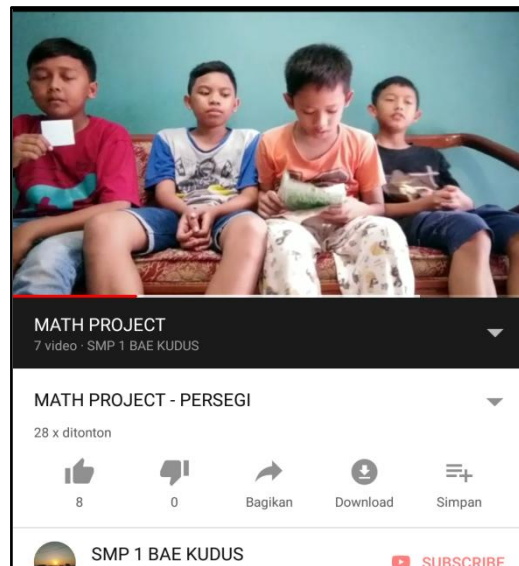 MATH PROJECT
7 video · SMP 1 BAE KUDUS
MATH PROJECT - PERSEGI
28 x ditonton
8
0
Bagikan
Download
Simpan
SMP 1 BAE KUDUS
SUBSCRIBE